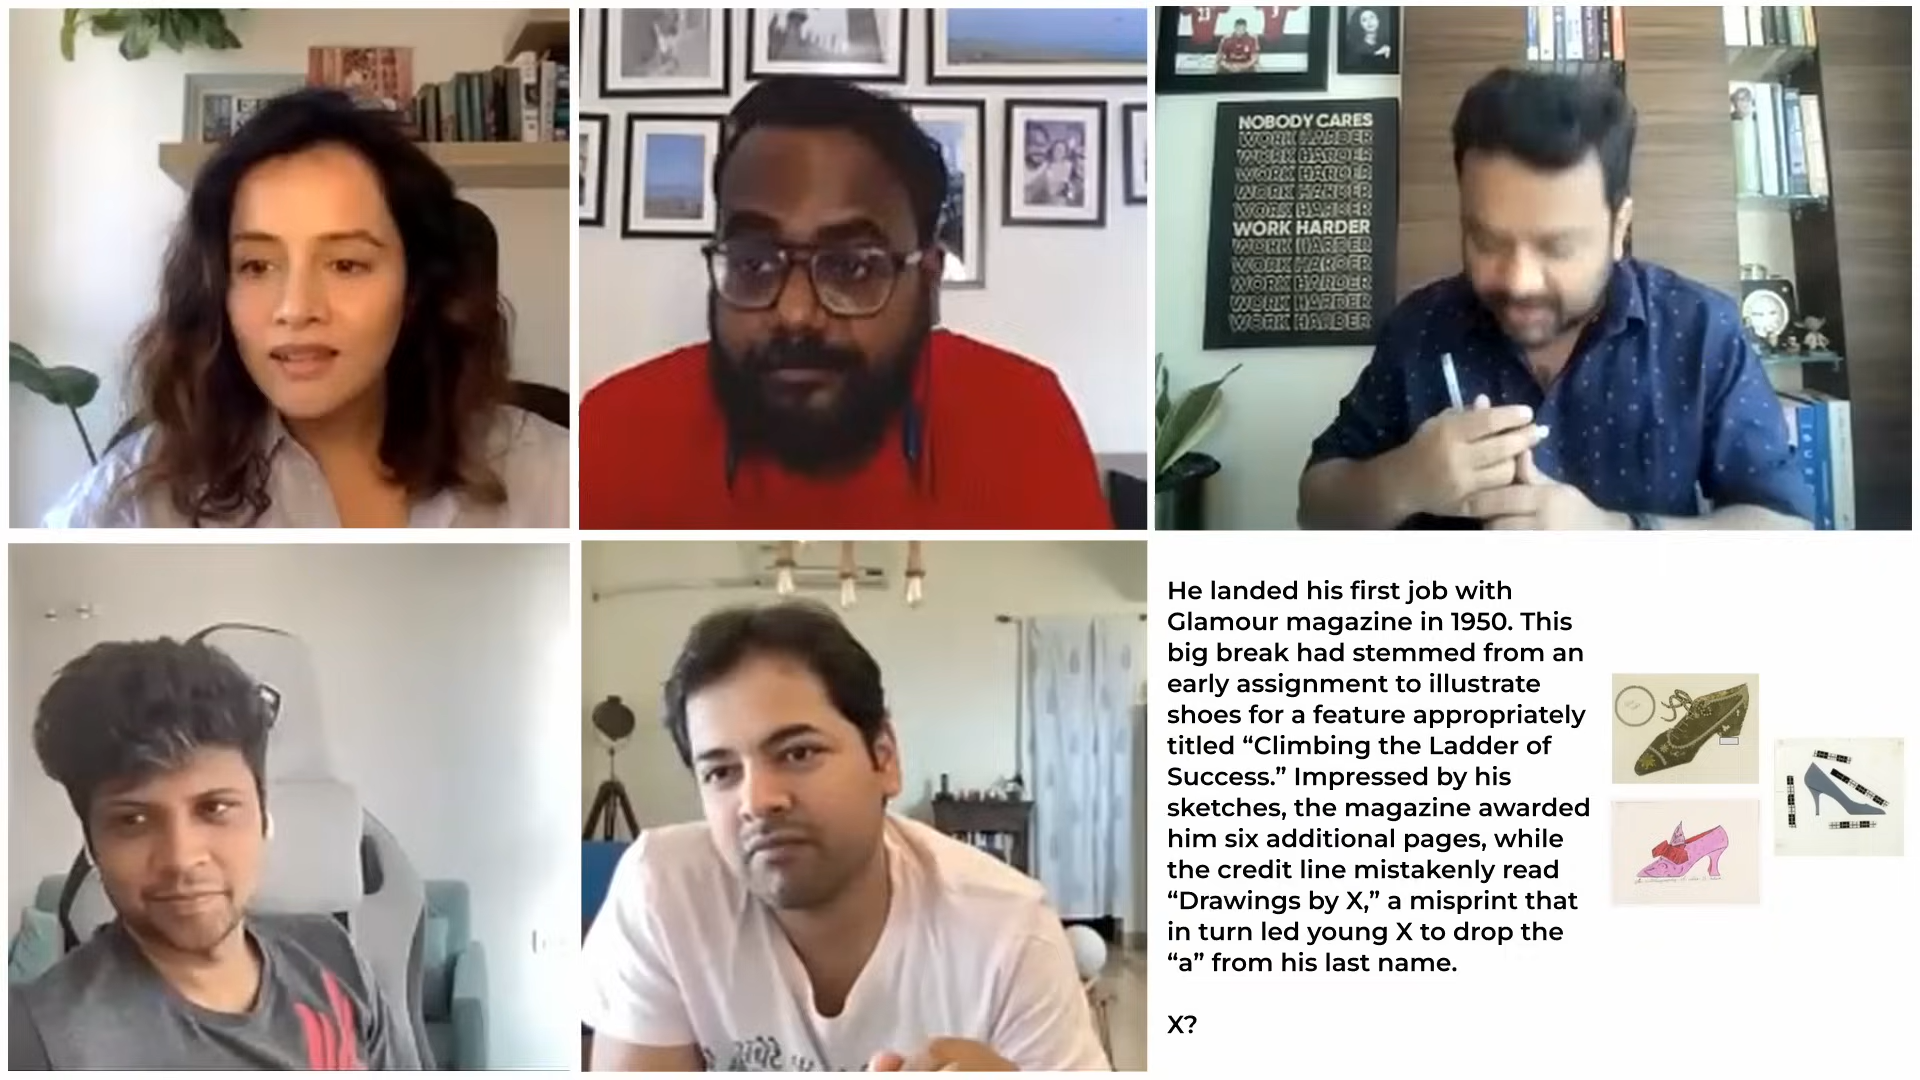 NOBODY CARES
WORK HARDER
WORK HARDER
WORK HARDER
WORK HARDER
WORK HARDER
WORK HARDER
WORK HARDER
WORK HARDER
WORK HARDER
WORK HARDER
WORK HARDER
WORK HARDER
He landed his first job with
Glamour magazine in 1950. This
big break had stemmed from an
early assignment to illustrate
shoes for a feature appropriately
titled “Climbing the Ladder of
Success.” Impressed by his
sketches, the magazine awarded
him six additional pages, while
the credit line mistakenly read
“Drawings by X,” a misprint that
in turn led young X to drop the
“a” from his last name.
X?